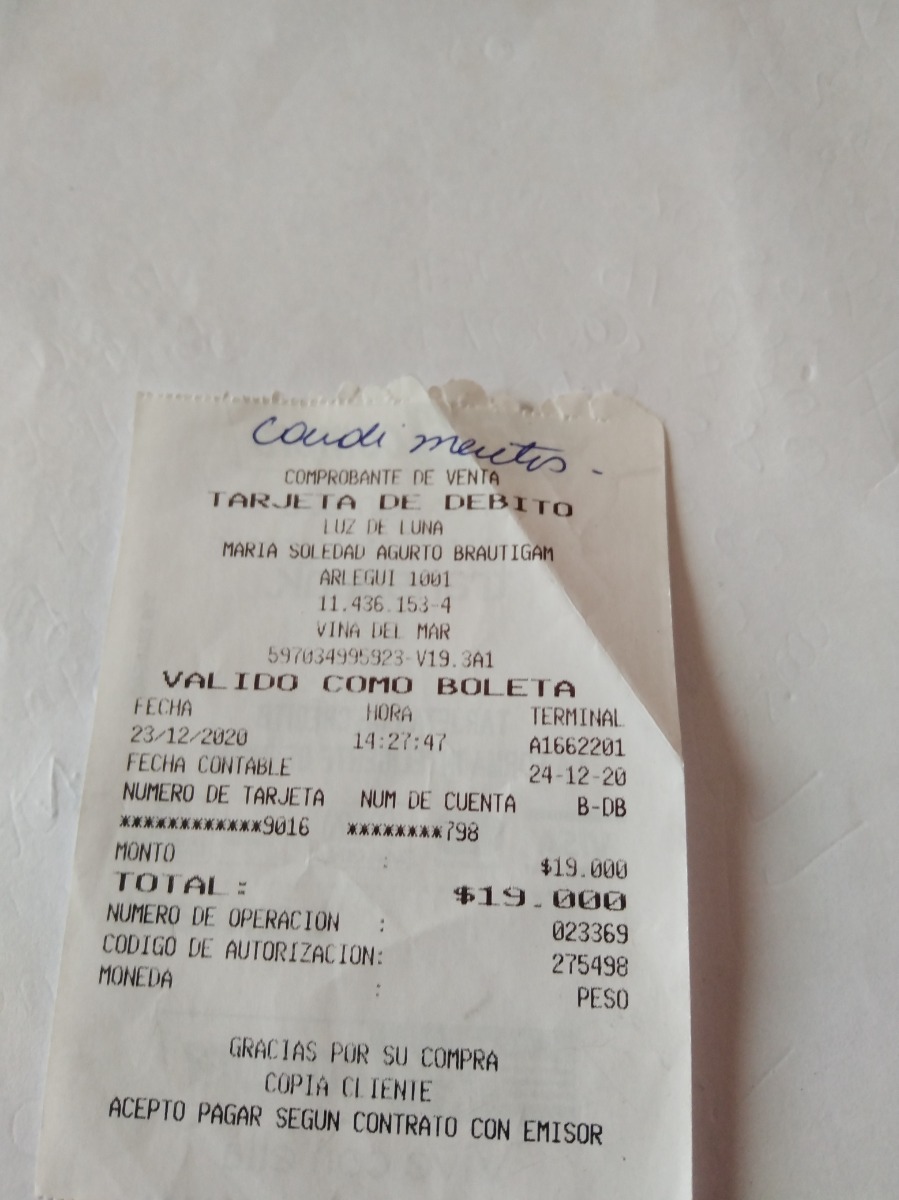 Condimentos -
COMPROBANTE DE VENTA
TARJETA DE DEBITO
LUZ DE LUNA
MARIA SOLEDAD AGURTO BRAUTIGAM
ARLEGUI 1001
11.436.153-4
VINA DEL MAR
597034995923-V19.3A1
VALIDO COMO BOLETA
FECHA HORA TERMINAL
23/12/2020 14:27:47 A1662201
FECHA CONTABLE 24-12-20
NUMERO DE TARJETA NUM DE CUENTA B-DB
************9016 ********798
MONTO : $19.000
TOTAL: $19.000
NUMERO DE OPERACION : 023369
CODIGO DE AUTORIZACION: 275498
MONEDA : PESO
GRACIAS POR SU COMPRA
COPIA CLIENTE
ACEPTO PAGAR SEGUN CONTRATO CON EMISOR